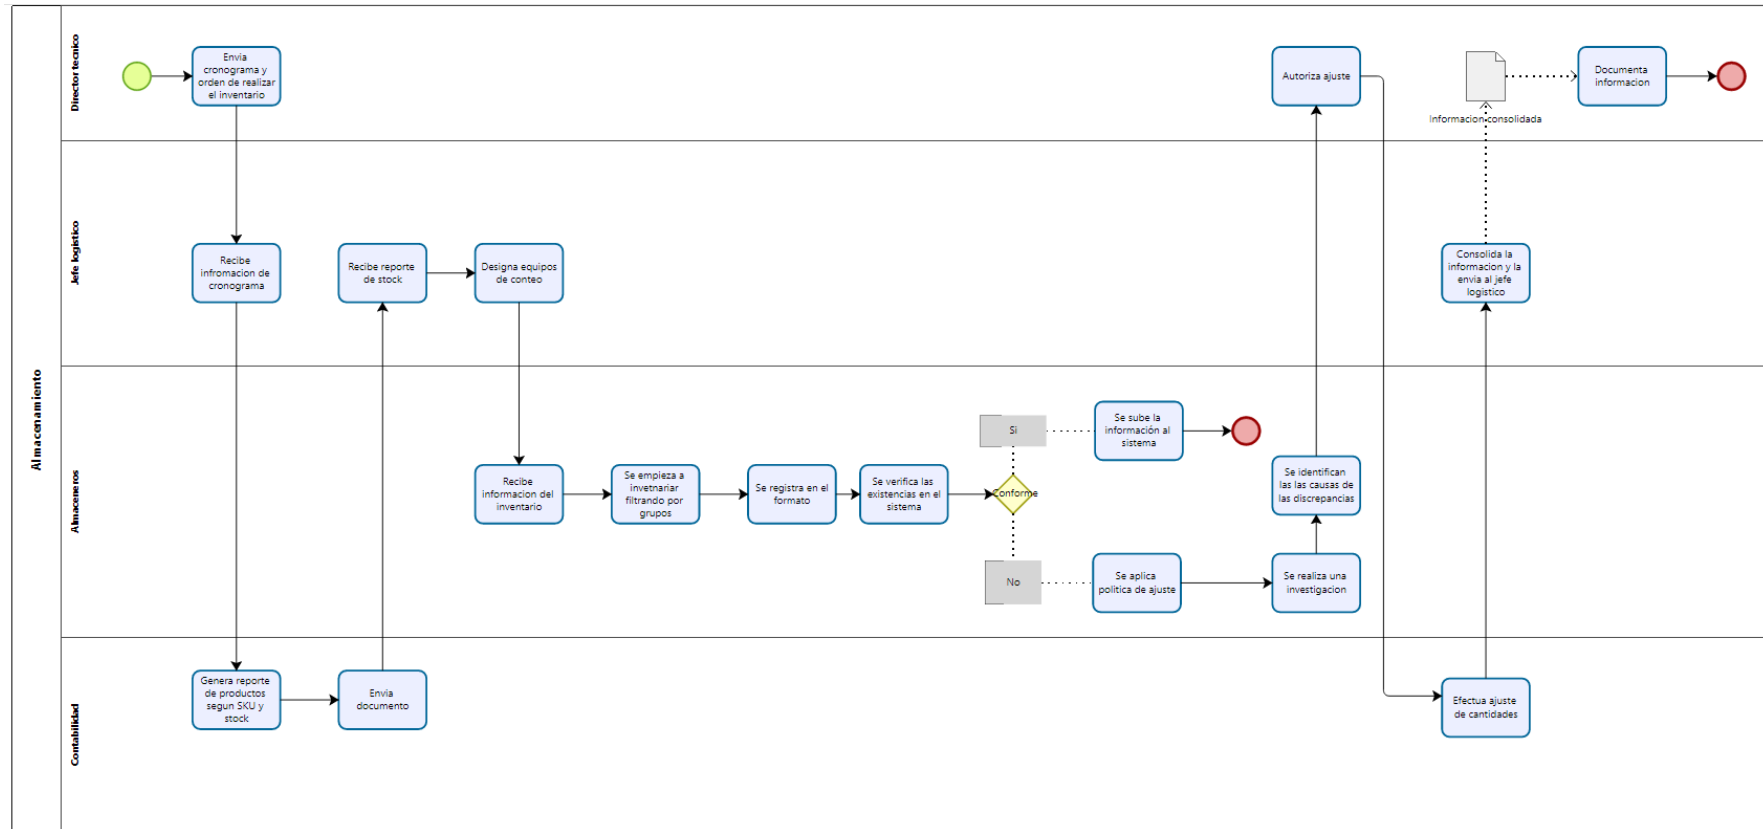 Almacenamiento
Director tecnico
Envia
cronograma y
orden de realizar
el inventario
Autoriza ajuste
Informacion consolidada
Documenta
informacion
Jefe logistico
Recibe
infromacion de
cronograma
Recibe reporte
de stock
Designa equipos
de conteo
Consolida la
informacion y la
envia al jefe
logistico
Almaceneros
Recibe
informacion del
inventario
Se empieza a
invetnariar
filtrando por
grupos
Se registra en el
formato
Se verifica las
existencias en el
sistema
Conforme
Si
Se sube la
información al
sistema
No
Se aplica
politica de ajuste
Se realiza una
investigacion
Se identifican
las las causas de
las discrepancias
Contabilidad
Genera reporte
de productos
segun SKU y
stock
Envia
documento
Efectua ajuste
de cantidades